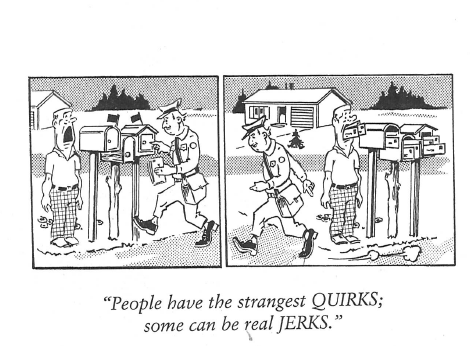 "People have the strangest QUIRKS;
some can be real JERKS."